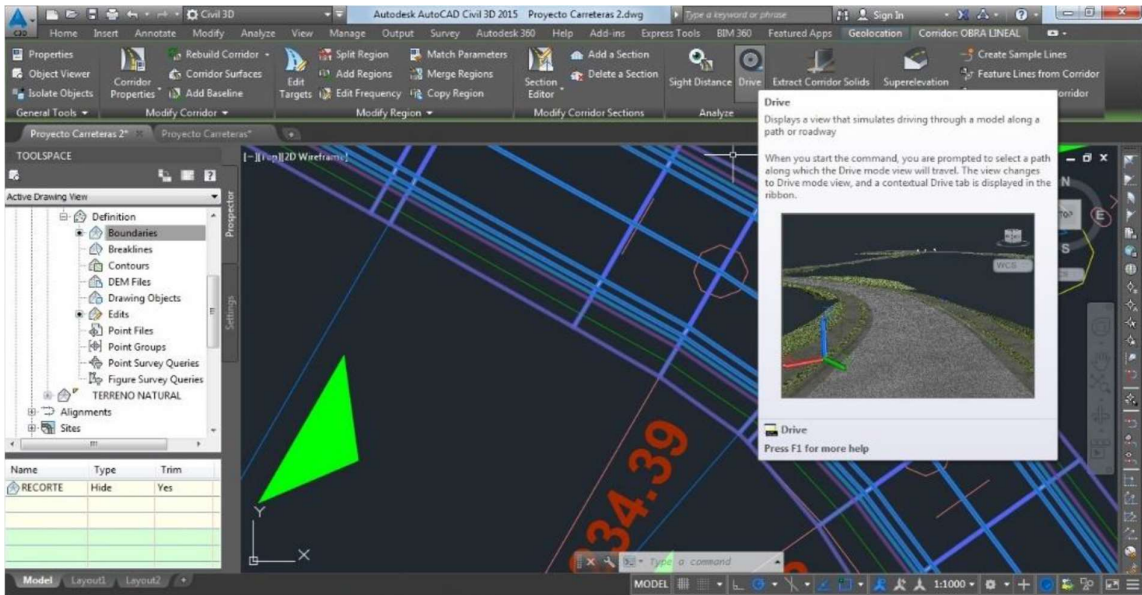 C3D
Civil 3D
Autodesk AutoCAD Civil 3D 2015 Proyecto Carreteras 2.dwg
Type a keyword or phrase
Sign In
Home Insert Annotate Modify Analyze View Manage Output Survey Autodesk 360 Help Add-ins Express Tools BIM 360 Featured Apps Geolocation Corridor: OBRA LINEAL
Properties
Object Viewer
Isolate Objects
General Tools
Corridor Properties
Rebuild Corridor
Corridor Surfaces
Add Baseline
Modify Corridor
Edit Targets
Split Region
Add Regions
Edit Frequency
Match Parameters
Merge Regions
Copy Region
Modify Region
Section Editor
Add a Section
Delete a Section
Modify Corridor Sections
Sight Distance
Drive
Extract Corridor Solids
Superelevation
Analyze
Create Sample Lines
Feature Lines from Corridor
Proyecto Carreteras 2*
Proyecto Carreteras*
TOOLSPACE
Active Drawing View
Prospector
Settings
Definition
Boundaries
Breaklines
Contours
DEM Files
Drawing Objects
Edits
Point Files
Point Groups
Point Survey Queries
Figure Survey Queries
TERRENO NATURAL
Alignments
Sites
Name Type Trim
RECORTE Hide Yes
[−][Top][2D Wireframe]
Drive
Displays a view that simulates driving through a model along a
path or roadway
When you start the command, you are prompted to select a path
along which the Drive mode view will travel. The view changes
to Drive mode view, and a contextual Drive tab is displayed in the
ribbon.
WCS
Drive
Press F1 for more help
N
E
S
34.39
Y
X
Type a command
Model Layout1 Layout2
MODEL
1:1000